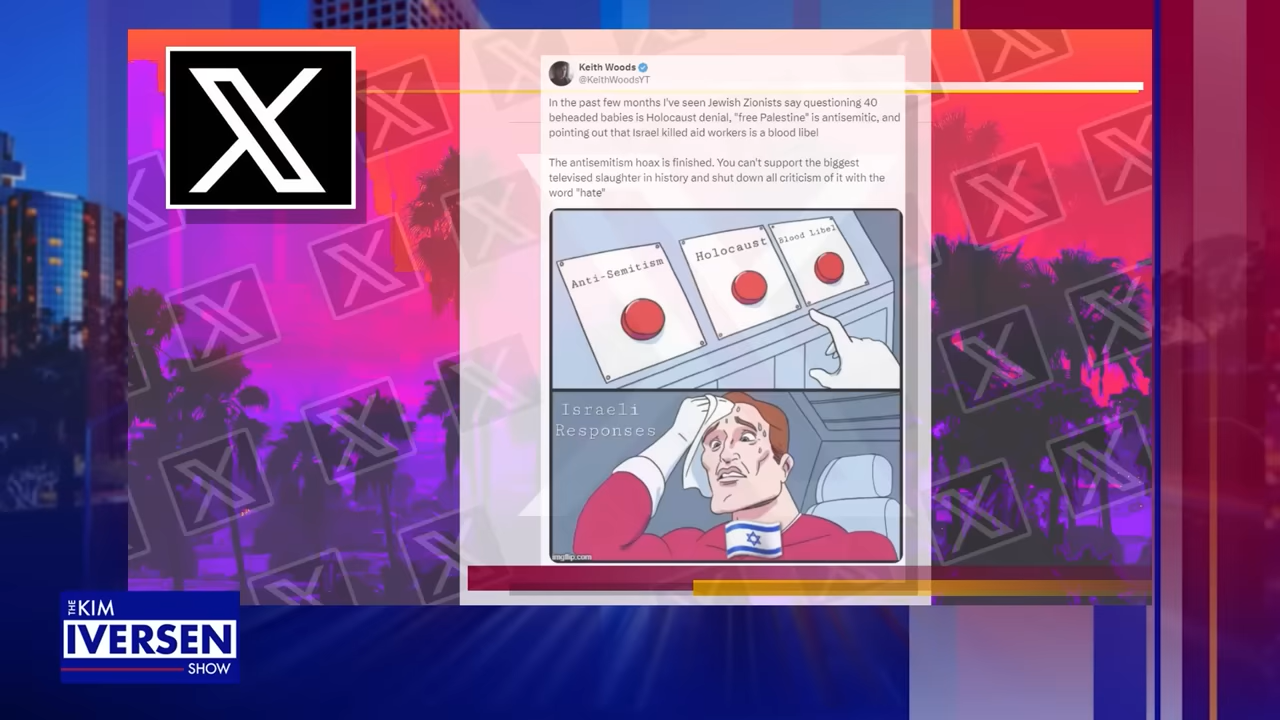 Keith Woods
@KeithWoodsYT
In the past few months I've seen Jewish Zionists say questioning 40
beheaded babies is Holocaust denial, "free Palestine" is antisemitic, and
pointing out that Israel killed aid workers is a blood libel
The antisemitism hoax is finished. You can't support the biggest
televised slaughter in history and shut down all criticism of it with the
word "hate"
Anti-Semitism
Holocaust
Blood Libel
Israeli
Responses
imgflip.com
THE KIM
IVERSEN
SHOW